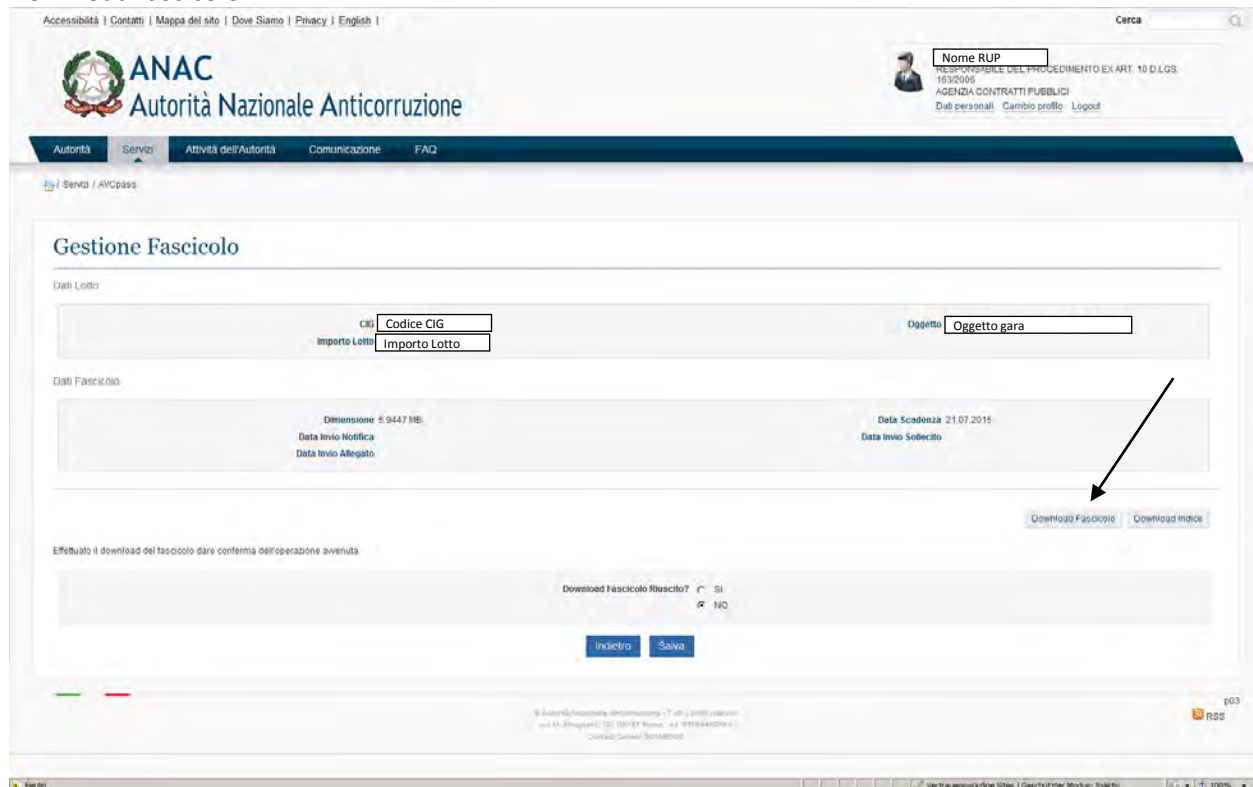 Accessibilità | Contatti | Mappa del sito | Dove Siamo | Privacy | English |
Cerca
ANAC
Autorità Nazionale Anticorruzione
Nome RUP
RESPONSABILE DEL PROCEDIMENTO EX ART. 10 D.LGS.
163/2006
AGENZIA CONTRATTI PUBBLICI
Dati personali Cambio profilo Logout
Autorità Servizi Attività dell'Autorità Comunicazione FAQ
/ Servizi / AVCpass
Gestione Fascicolo
Dati Lotto
CIG Codice CIG
Oggetto Oggetto gara
Importo Lotto Importo Lotto
Dati Fascicolo
Dimensione 5.9447 MB
Data Scadenza 21.07.2015
Data Invio Notifica
Data Invio Sollecito
Data Invio Allegato
Download Fascicolo Download Indice
Effettuato il download del fascicolo dare conferma dell'operazione avvenuta.
Download Fascicolo Riuscito? SI
NO
Indietro Salva
p03
RSS
100%